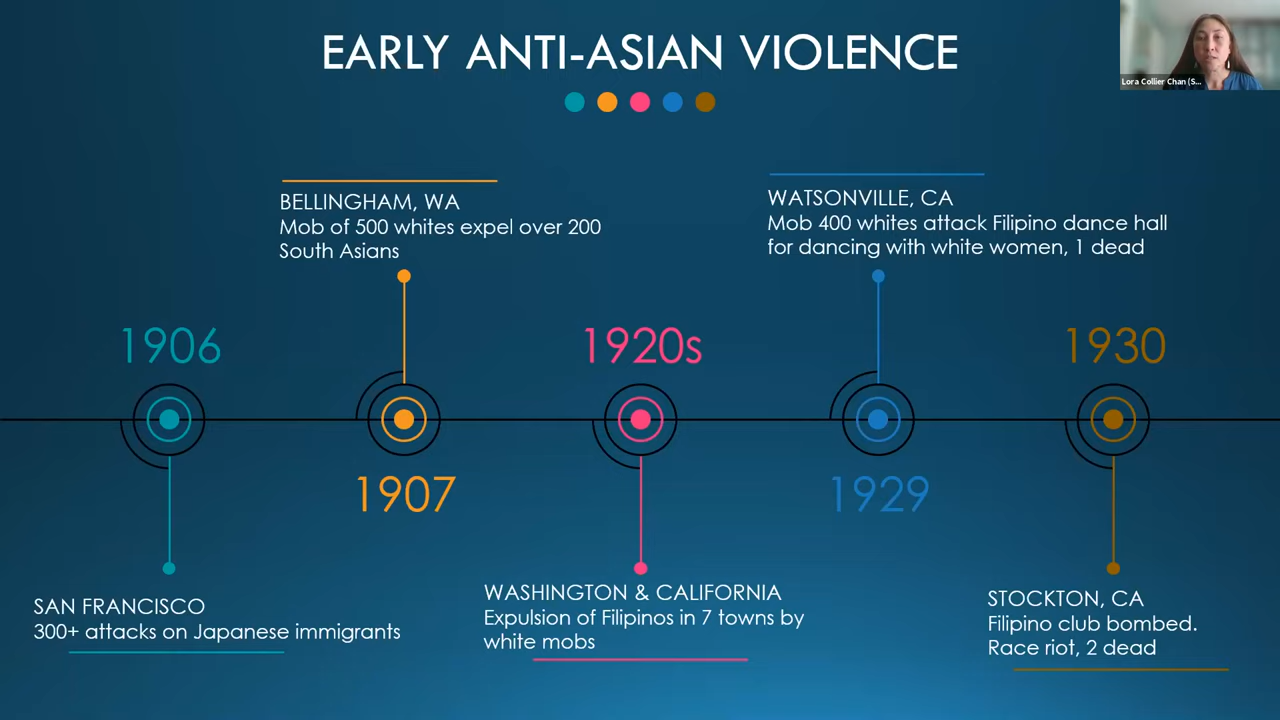 EARLY ANTI-ASIAN VIOLENCE
Lora Collier Chan (S...
BELLINGHAM, WA
Mob of 500 whites expel over 200
South Asians
WATSONVILLE, CA
Mob 400 whites attack Filipino dance hall
for dancing with white women, 1 dead
1906
1920s
1930
1907
1929
SAN FRANCISCO
300+ attacks on Japanese immigrants
WASHINGTON & CALIFORNIA
Expulsion of Filipinos in 7 towns by
white mobs
STOCKTON, CA
Filipino club bombed.
Race riot, 2 dead